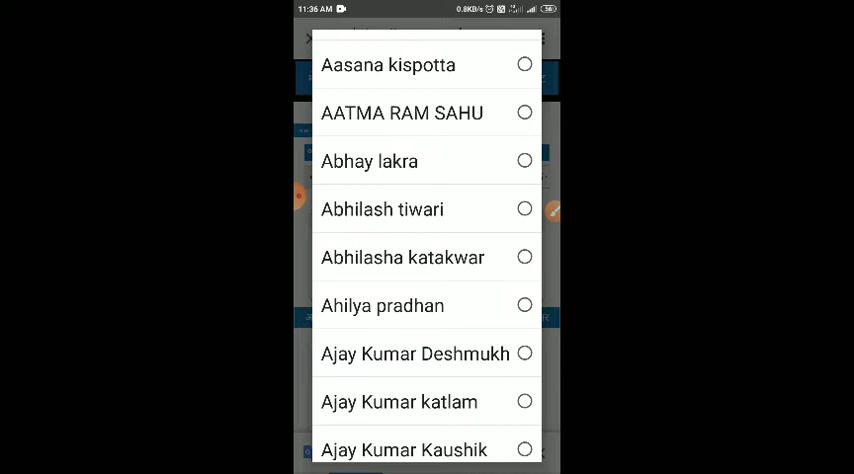 11:36 AM 0.8KB/s 56
Aasana kispotta
AATMA RAM SAHU
Abhay lakra
Abhilash tiwari
Abhilasha katakwar
Ahilya pradhan
Ajay Kumar Deshmukh
Ajay Kumar katlam
Ajay Kumar Kaushik